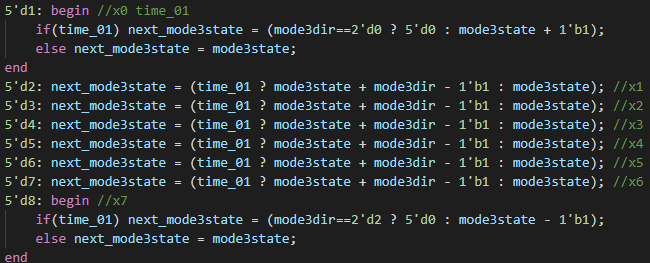 5'd1: begin //x0 time_01
    if(time_01) next_mode3state = (mode3dir==2'd0 ? 5'd0 : mode3state + 1'b1);
    else next_mode3state = mode3state;
end
5'd2: next_mode3state = (time_01 ? mode3state + mode3dir - 1'b1 : mode3state); //x1
5'd3: next_mode3state = (time_01 ? mode3state + mode3dir - 1'b1 : mode3state); //x2
5'd4: next_mode3state = (time_01 ? mode3state + mode3dir - 1'b1 : mode3state); //x3
5'd5: next_mode3state = (time_01 ? mode3state + mode3dir - 1'b1 : mode3state); //x4
5'd6: next_mode3state = (time_01 ? mode3state + mode3dir - 1'b1 : mode3state); //x5
5'd7: next_mode3state = (time_01 ? mode3state + mode3dir - 1'b1 : mode3state); //x6
5'd8: begin //x7
    if(time_01) next_mode3state = (mode3dir==2'd2 ? 5'd0 : mode3state - 1'b1);
    else next_mode3state = mode3state;
end